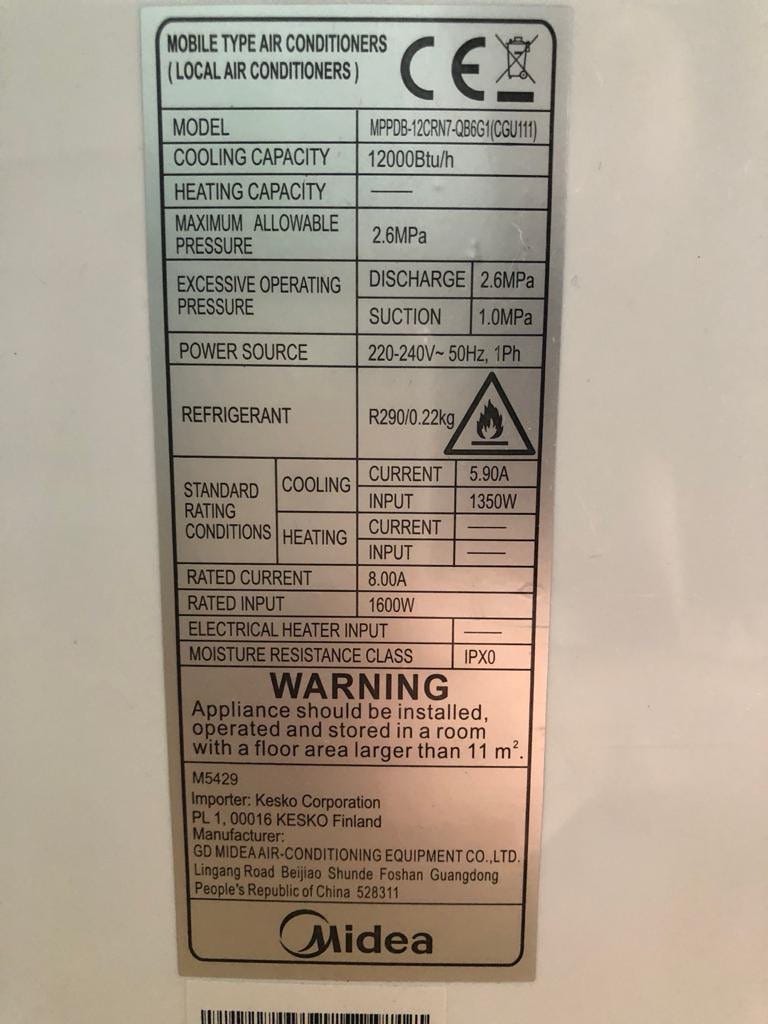 MOBILE TYPE AIR CONDITIONERS
( LOCAL AIR CONDITIONERS )
CE
MODEL MPPDB-12CRN7-QB6G1(CGU111)
COOLING CAPACITY 12000Btu/h
HEATING CAPACITY ——
MAXIMUM ALLOWABLE
PRESSURE
2.6MPa
EXCESSIVE OPERATING
PRESSURE
DISCHARGE 2.6MPa
SUCTION 1.0MPa
POWER SOURCE 220-240V~ 50Hz, 1Ph
REFRIGERANT R290/0.22kg
STANDARD
RATING
CONDITIONS
COOLING
CURRENT 5.90A
INPUT 1350W
HEATING
CURRENT ——
INPUT ——
RATED CURRENT 8.00A
RATED INPUT 1600W
ELECTRICAL HEATER INPUT ——
MOISTURE RESISTANCE CLASS IPX0
WARNING
Appliance should be installed,
operated and stored in a room
with a floor area larger than 11 m².
M5429
Importer: Kesko Corporation
PL 1, 00016 KESKO Finland
Manufacturer:
GD MIDEA AIR-CONDITIONING EQUIPMENT CO.,LTD.
Lingang Road Beijiao Shunde Foshan Guangdong
People's Republic of China 528311
Midea